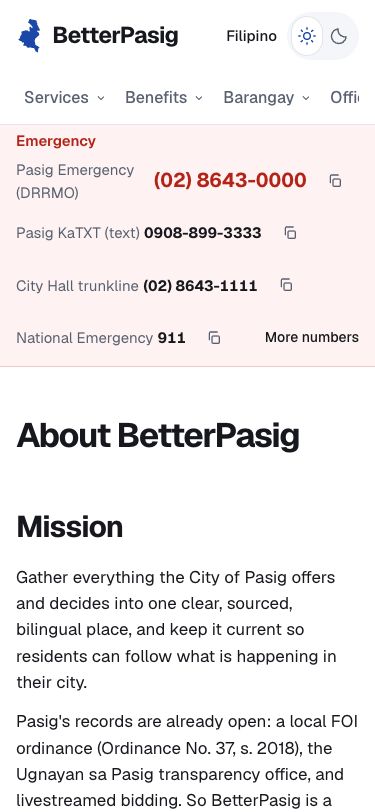 BetterPasig
Filipino
Services
Benefits
Barangay
Offi
Emergency
Pasig Emergency
(DRRMO)
(02) 8643-0000
Pasig KaTXT (text) 0908-899-3333
City Hall trunkline (02) 8643-1111
National Emergency 911
More numbers
About BetterPasig
Mission
Gather everything the City of Pasig offers
and decides into one clear, sourced,
bilingual place, and keep it current so
residents can follow what is happening in
their city.
Pasig's records are already open: a local FOI
ordinance (Ordinance No. 37, s. 2018), the
Ugnayan sa Pasig transparency office, and
livestreamed bidding. So BetterPasig is a